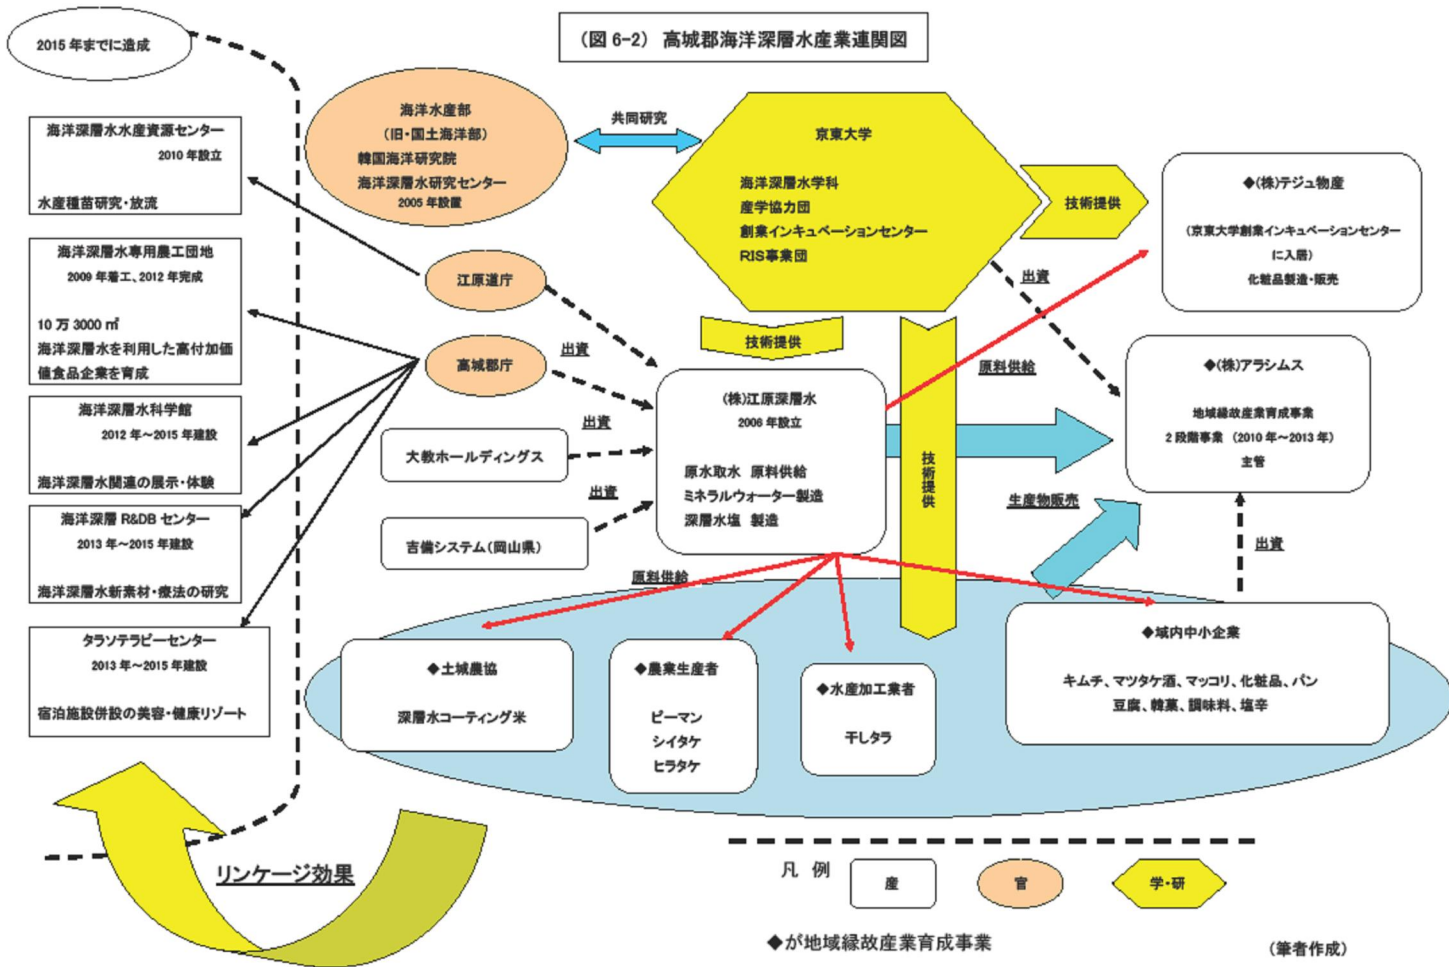 (図 6-2) 高城郡海洋深層水産業連関図
2015 年までに造成
海洋深層水水産資源センター
2010 年設立
水産種苗研究・放流
海洋深層水専用農工団地
2009 年着工、2012 年完成
10 万 3000 ㎡
海洋深層水を利用した高付加価
値食品企業を育成
海洋深層水科学館
2012 年～2015 年建設
海洋深層水関連の展示・体験
海洋深層 R&DB センター
2013 年～2015 年建設
海洋深層水新素材・療法の研究
タラソテラピーセンター
2013 年～2015 年建設
宿泊施設併設の美容・健康リゾート
リンケージ効果
海洋水産部
(旧・国土海洋部)
韓国海洋研究院
海洋深層水研究センター
2005 年設置
共同研究
京東大学
海洋深層水学科
産学協力団
創業インキュベーションセンター
RIS事業団
技術提供
◆(株)テジュ物産
(京東大学創業インキュベーションセンター
に入居)
化粧品製造・販売
江原道庁
高城郡庁
出資
大教ホールディングス
出資
吉備システム(岡山県)
出資
技術提供
(株)江原深層水
2006 年設立
原水取水 原料供給
ミネラルウォーター製造
深層水塩 製造
技術提供
出資
原料供給
◆(株)アラシムス
地域縁故産業育成事業
2 段階事業 (2010 年～2013 年)
主管
生産物販売
出資
原料供給
◆土城農協
深層水コーティング米
◆農業生産者
ピーマン
シイタケ
ヒラタケ
◆水産加工業者
干しタラ
◆域内中小企業
キムチ、マツタケ酒、マッコリ、化粧品、パン
豆腐、韓菓、調味料、塩辛
凡 例
産
官
学・研
◆が地域縁故産業育成事業
(筆者作成)